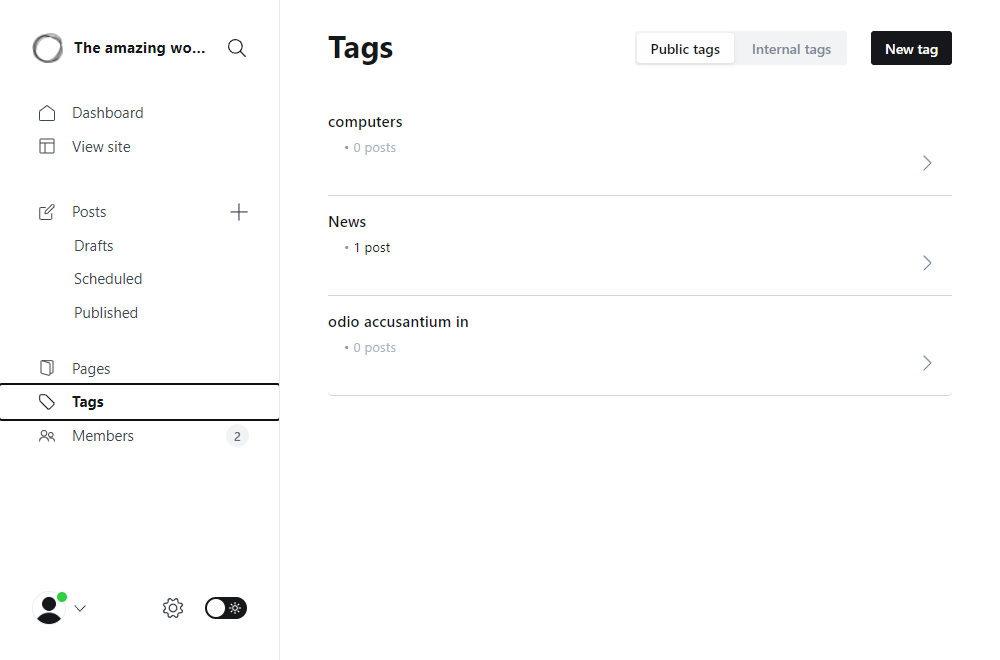 The amazing wo...
Dashboard
View site
Posts
Drafts
Scheduled
Published
Pages
Tags
Members 2
Tags
Public tags Internal tags New tag
computers
• 0 posts
News
• 1 post
odio accusantium in
• 0 posts